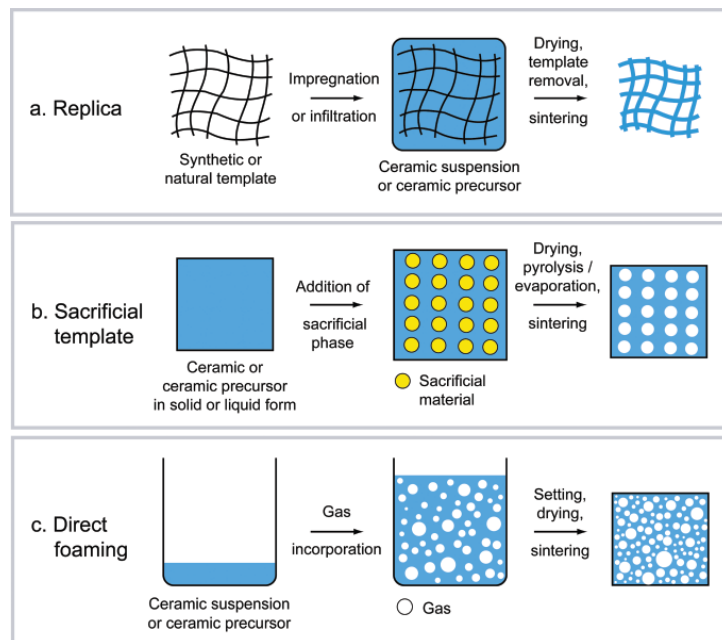 a. Replica
Synthetic or
natural template
Impregnation
or infiltration
Ceramic suspension
or ceramic precursor
Drying,
template
removal,
sintering
b. Sacrificial
template
Ceramic or
ceramic precursor
in solid or liquid form
Addition of
sacrificial
phase
Sacrificial
material
Drying,
pyrolysis /
evaporation,
sintering
c. Direct
foaming
Ceramic suspension
or ceramic precursor
Gas
incorporation
Gas
Setting,
drying,
sintering